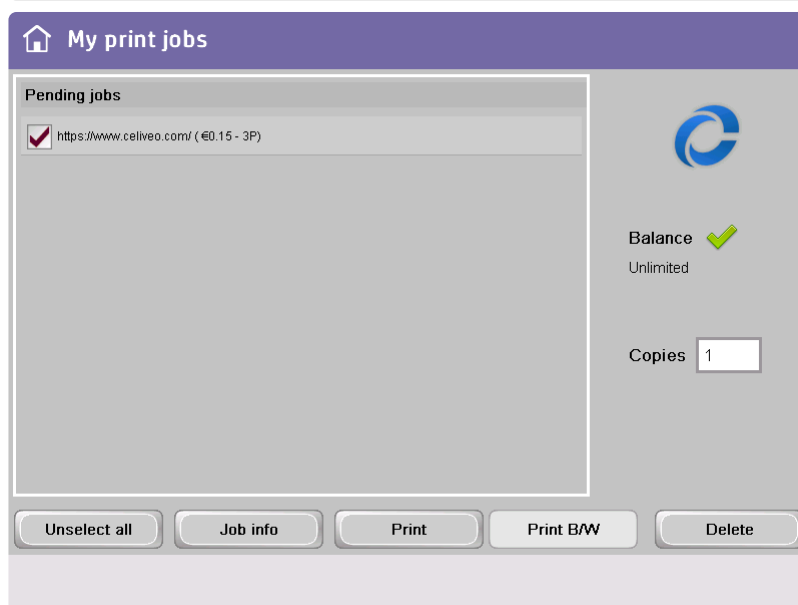 My print jobs
Pending jobs
https://www.celiveo.com/ ( €0.15 - 3P)
Balance
Unlimited
Copies 1
Unselect all Job info Print Print B/W Delete